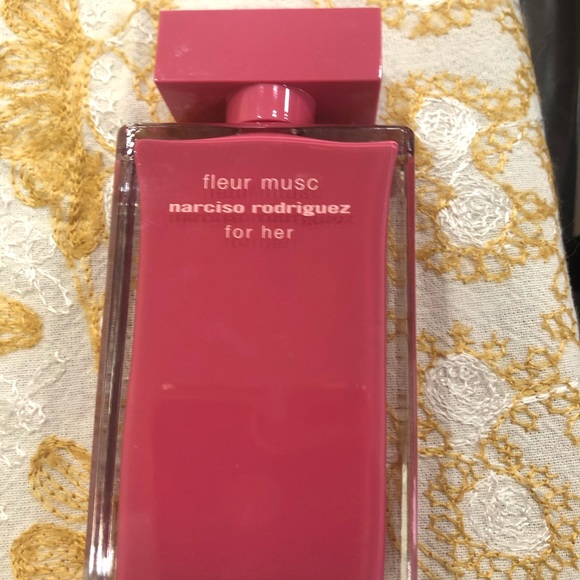 fleur musc
narciso rodriguez
for her